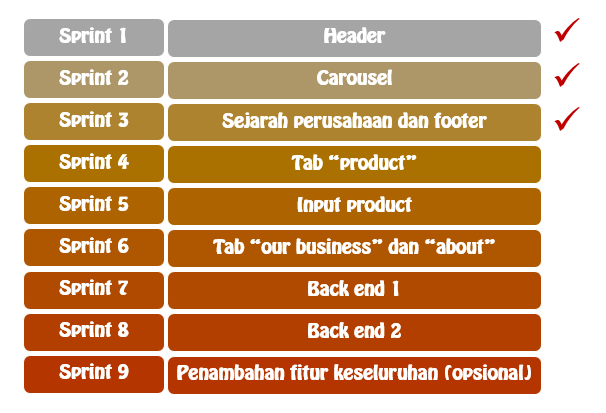 Sprint 1 Header
Sprint 2 Carousel
Sprint 3 Sejarah perusahaan dan footer
Sprint 4 Tab “product”
Sprint 5 Input product
Sprint 6 Tab “our business” dan “about”
Sprint 7 Back end 1
Sprint 8 Back end 2
Sprint 9 Penambahan fitur keseluruhan (opsional)